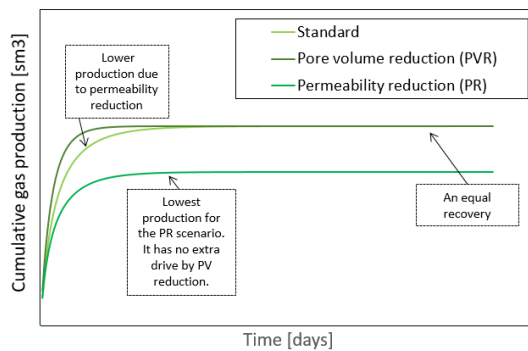 Cumulative gas production [sm3]
Standard
Pore volume reduction (PVR)
Permeability reduction (PR)
Lower
production due
to permeability
reduction
Lowest
production for
the PR scenario.
It has no extra
drive by PV
reduction.
An equal
recovery
Time [days]